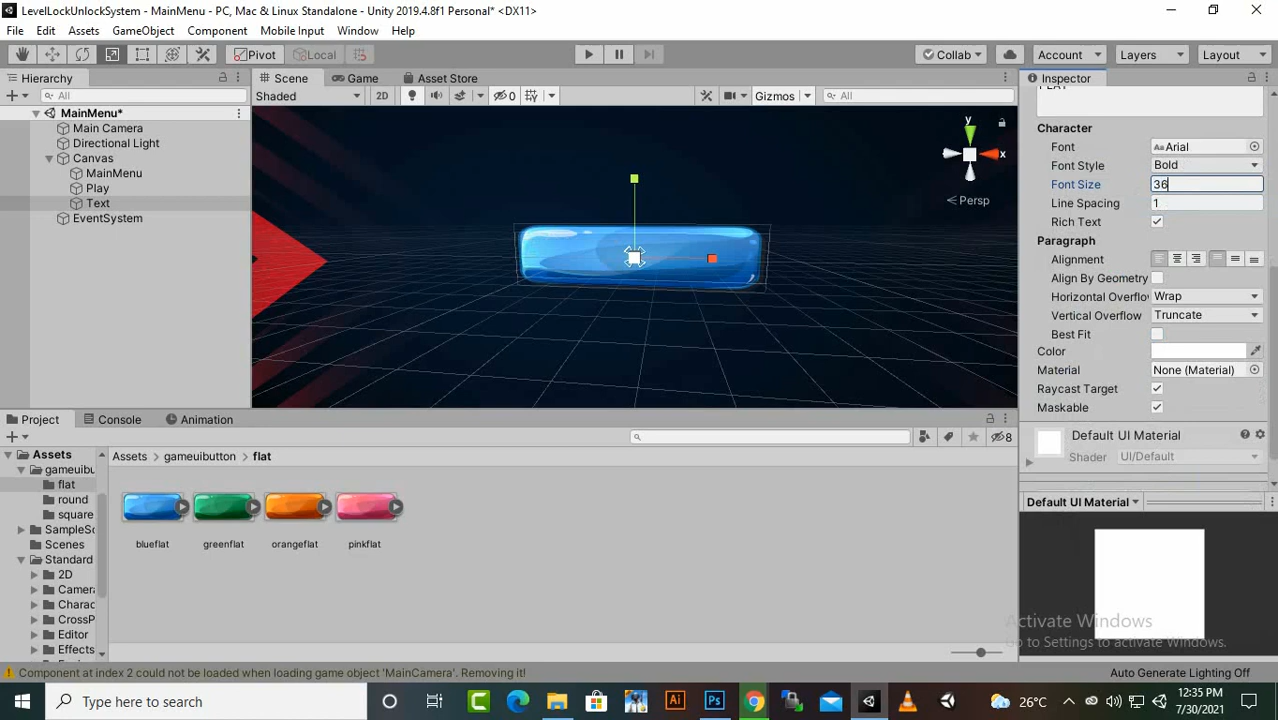 LevelLockUnlockSystem - MainMenu - PC, Mac & Linux Standalone - Unity 2019.4.8f1 Personal* <DX11>
File Edit Assets GameObject Component Mobile Input Window Help
Pivot Local Collab Account Layers Layout
Hierarchy Scene Game Asset Store Inspector
All Shaded 2D 0 Gizmos All
MainMenu*
Main Camera
Directional Light
Canvas
MainMenu
Play
Text
EventSystem
y
x
Persp
PLAY
Character
Font Arial
Font Style Bold
Font Size 36
Line Spacing 1
Rich Text
Paragraph
Alignment
Align By Geometry
Horizontal Overflo Wrap
Vertical Overflow Truncate
Best Fit
Color
Material None (Material)
Raycast Target
Maskable
Default UI Material
Shader UI/Default
Default UI Material
Project Console Animation
8
Assets
gameuibu
flat
round
square
SampleSc
Scenes
Standard
2D
Camera
Charac
CrossP
Editor
Effects
Assets gameuibutton flat
blueflat greenflat orangeflat pinkflat
Activate Windows
Go to Settings to activate Windows.
Component at index 2 could not be loaded when loading game object 'MainCamera'. Removing it!
Auto Generate Lighting Off
Type here to search
Ai Ps
26°C
12:35 PM
7/30/2021